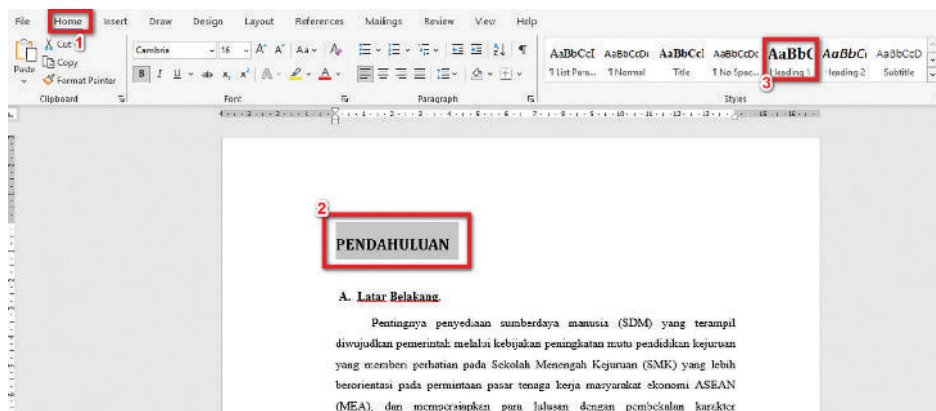 File Home Insert Draw Design Layout References Mailings Review View Help
Cut 1
Copy
Paste
Format Painter
Clipboard
Cambria 16 A A Aa A
B I U ab x x A A
Font
Paragraph
AaBbCcI AaBbCcDc AaBbCcI AaBbCcDc AaBbC AaBbC AaBbCcD
1 List Para... 1 Normal Title 1 No Spac... Heading 1 Heading 2 Subtitle
3
Styles
2
PENDAHULUAN
A. Latar Belakang.
Pentingnya penyediaan sumberdaya manusia (SDM) yang terampil
diwujudkan pemerintah melalui kebijakan peningkatan mutu pendidikan kejuruan
yang memberi perhatian pada Sekolah Menengah Kejuruan (SMK) yang lebih
berorientasi pada permintaan pasar tenaga kerja masyarakat ekonomi ASEAN
(MEA), dan mempersiapkan para lulusan dengan pembekalan karakter